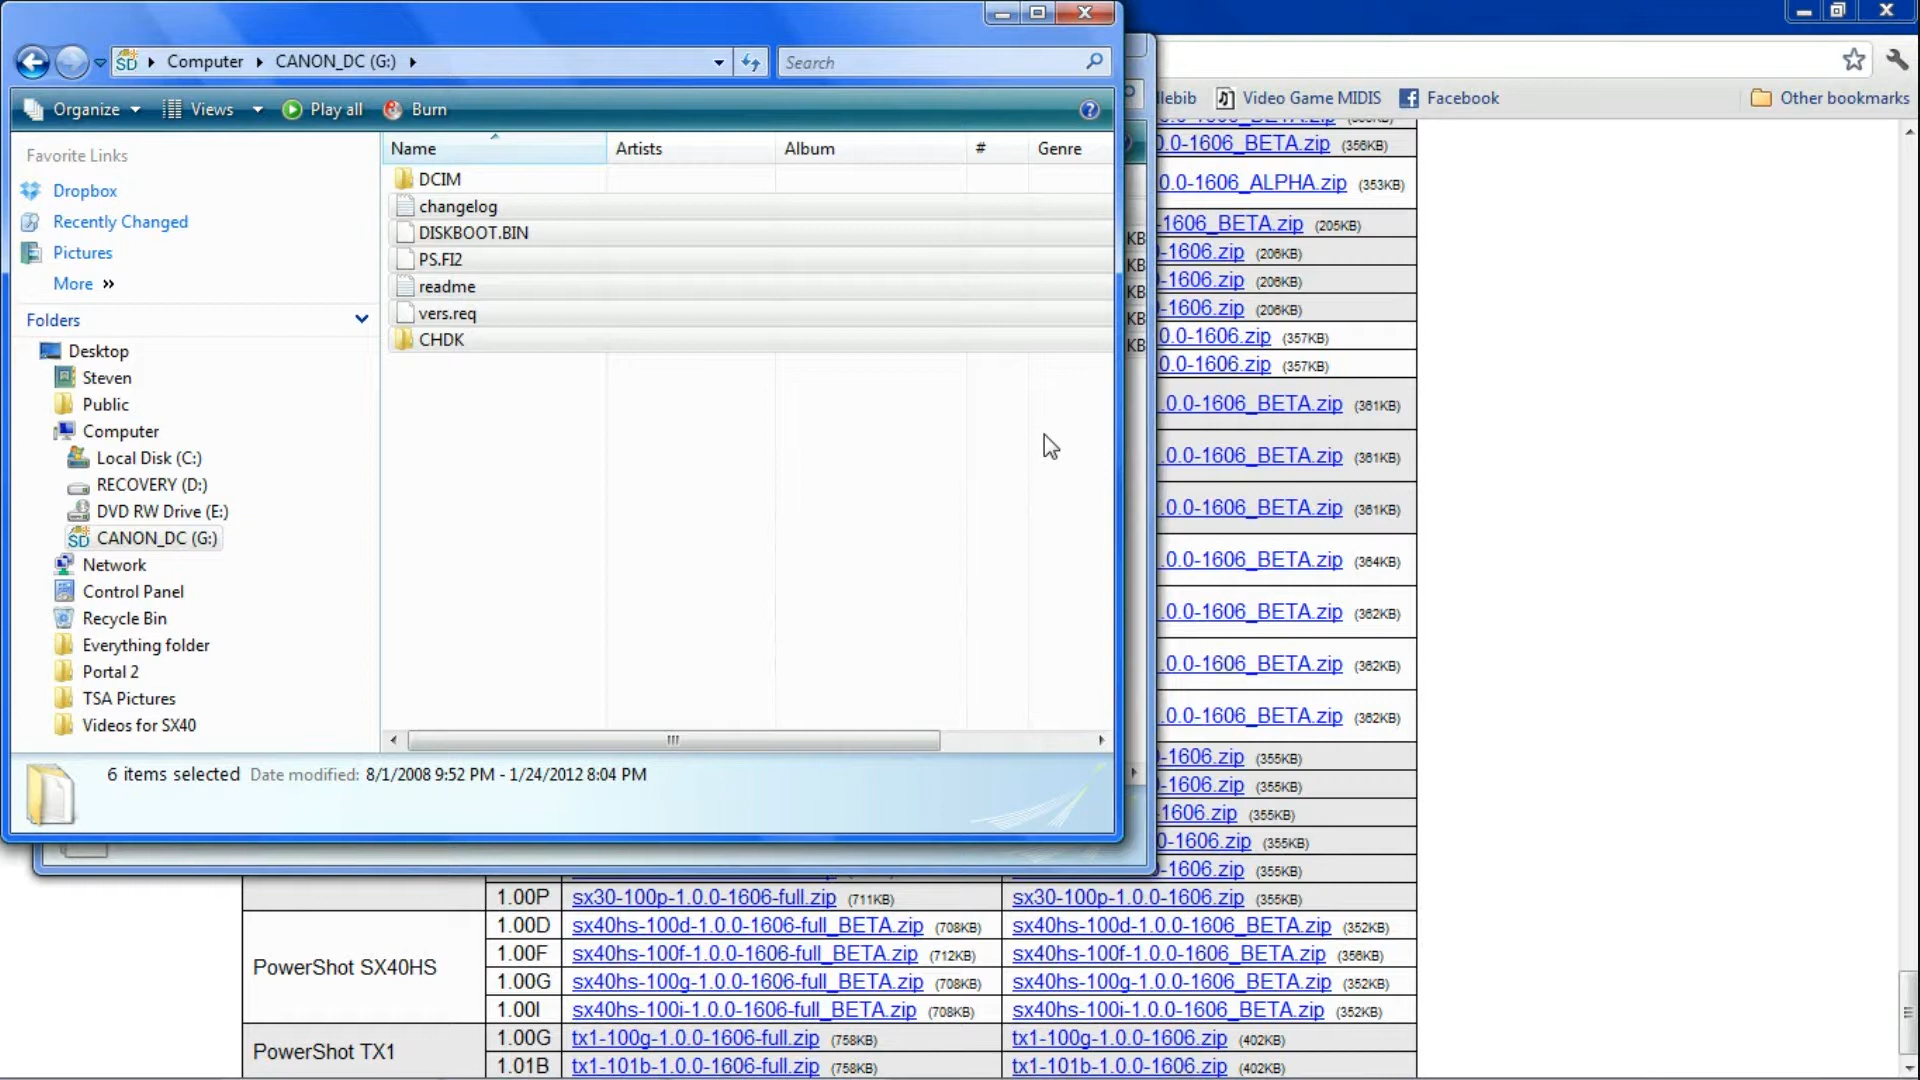 Computer CANON_DC (G:)
Search
Organize Views Play all Burn
Favorite Links
Dropbox
Recently Changed
Pictures
More »
Folders
Desktop
Steven
Public
Computer
Local Disk (C:)
RECOVERY (D:)
DVD RW Drive (E:)
SD CANON_DC (G:)
Network
Control Panel
Recycle Bin
Everything folder
Portal 2
TSA Pictures
Videos for SX40
Name Artists Album # Genre
DCIM
changelog
DISKBOOT.BIN
PS.FI2
readme
vers.req
CHDK
6 items selected Date modified: 8/1/2008 9:52 PM - 1/24/2012 8:04 PM
KB
KB
KB
KB
KB
llebib Video Game MIDIS Facebook Other bookmarks
0.0-1606_BETA.zip (356KB)
0.0-1606_ALPHA.zip (353KB)
-1606_BETA.zip (205KB)
-1606.zip (206KB)
-1606.zip (206KB)
-1606.zip (206KB)
0.0-1606.zip (357KB)
0.0-1606.zip (357KB)
.0.0-1606_BETA.zip (361KB)
.0.0-1606_BETA.zip (361KB)
.0.0-1606_BETA.zip (361KB)
.0.0-1606_BETA.zip (364KB)
.0.0-1606_BETA.zip (362KB)
.0.0-1606_BETA.zip (362KB)
.0.0-1606_BETA.zip (362KB)
-1606.zip (355KB)
-1606.zip (355KB)
-1606.zip (355KB)
0-1606.zip (355KB)
-1606.zip (355KB)
1.00P sx30-100p-1.0.0-1606-full.zip (711KB) sx30-100p-1.0.0-1606.zip (355KB)
PowerShot SX40HS
1.00D sx40hs-100d-1.0.0-1606-full_BETA.zip (708KB) sx40hs-100d-1.0.0-1606_BETA.zip (352KB)
1.00F sx40hs-100f-1.0.0-1606-full_BETA.zip (712KB) sx40hs-100f-1.0.0-1606_BETA.zip (356KB)
1.00G sx40hs-100g-1.0.0-1606-full_BETA.zip (708KB) sx40hs-100g-1.0.0-1606_BETA.zip (352KB)
1.00I sx40hs-100i-1.0.0-1606-full_BETA.zip (708KB) sx40hs-100i-1.0.0-1606_BETA.zip (352KB)
PowerShot TX1
1.00G tx1-100g-1.0.0-1606-full.zip (758KB) tx1-100g-1.0.0-1606.zip (402KB)
1.01B tx1-101b-1.0.0-1606-full.zip (758KB) tx1-101b-1.0.0-1606.zip (402KB)